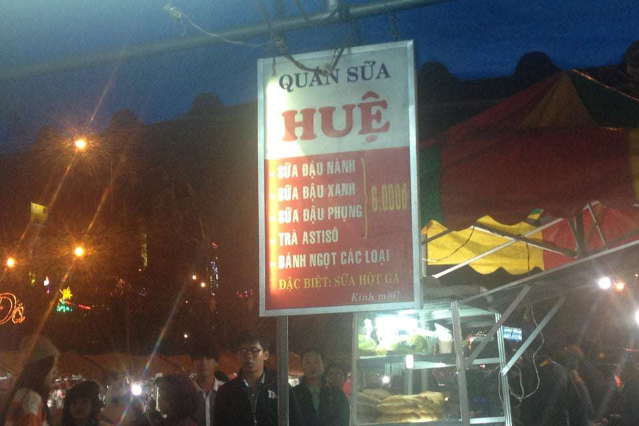 QUÁN SỮA
HUỆ
- SỮA ĐẬU NÀNH
- SỮA ĐẬU XANH
- SỮA ĐẬU PHỤNG
6.000đ
- TRÀ ASTISÔ
- BÁNH NGỌT CÁC LOẠI
ĐẶC BIỆT: SỮA HỘT GÀ
Kính mời!